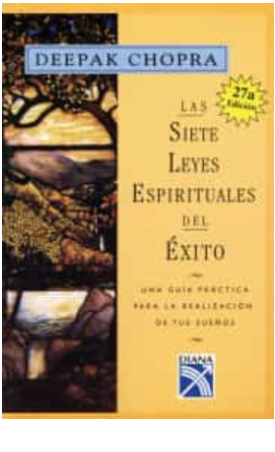 DEEPAK CHOPRA
27a
Edición
LAS
SIETE
LEYES
ESPIRITUALES
DEL
ÉXITO
UNA GUÍA PRÁCTICA
PARA LA REALIZACIÓN
DE TUS SUEÑOS
DIANA